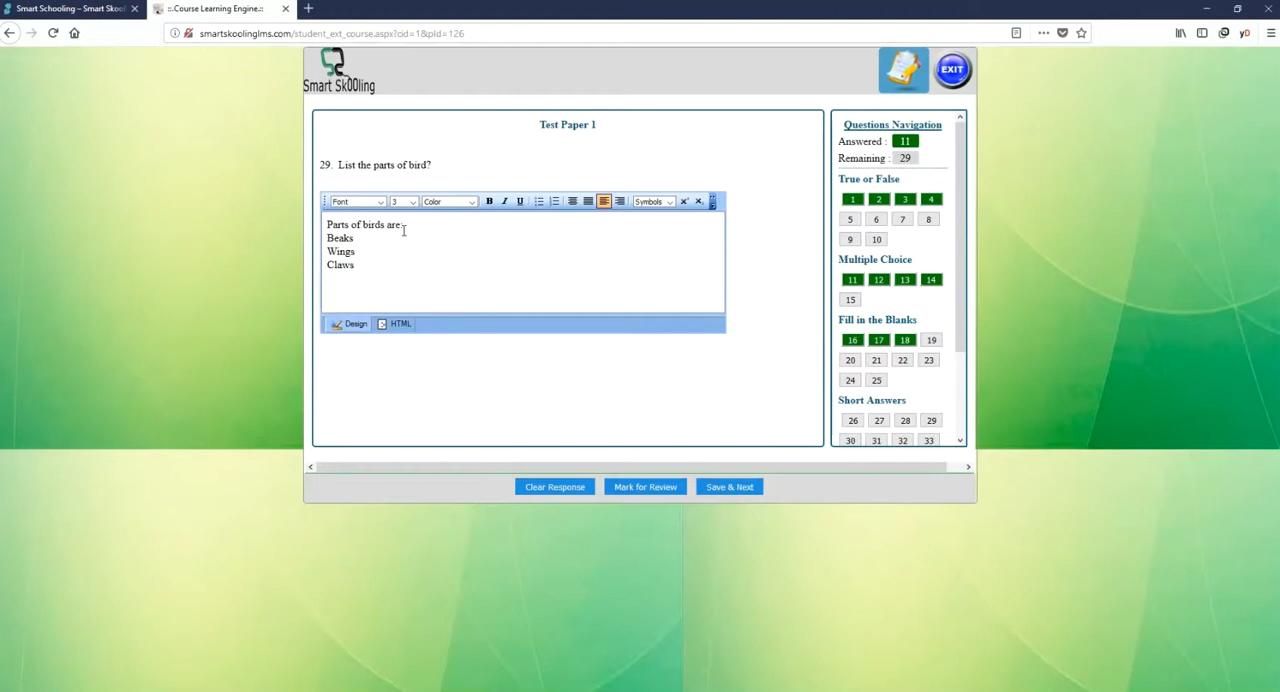 Smart Schooling – Smart Skool
::.Course Learning Engine.::
smartskoolinglms.com/student_ext_course.aspx?cid=1&pId=126
yD
Smart Sk00ling
EXIT
Test Paper 1
29. List the parts of bird?
Font
3
Color
B I U
Symbols
Parts of birds are:
Beaks
Wings
Claws
Design
HTML
Questions Navigation
Answered : 11
Remaining : 29
True or False
1 2 3 4
5 6 7 8
9 10
Multiple Choice
11 12 13 14
15
Fill in the Blanks
16 17 18 19
20 21 22 23
24 25
Short Answers
26 27 28 29
30 31 32 33
Clear Response
Mark for Review
Save & Next